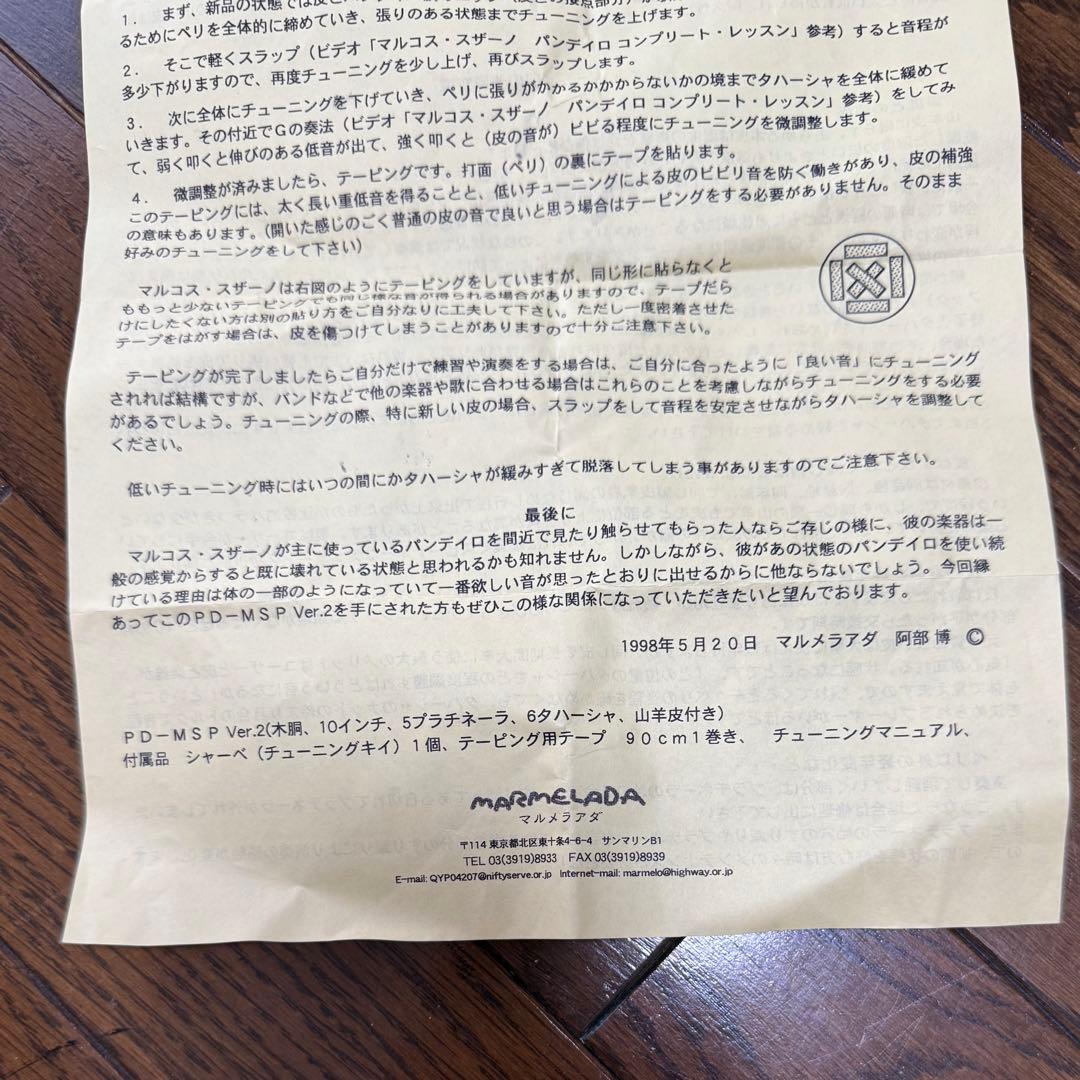 1. まず、新品の状態では皮と
るためにペリを全体的に締めていき、張りのある状態までチューニングを上げます。
2. そこで軽くスラップ（ビデオ「マルコス・スザーノ パンデイロ コンプリート・レッスン」参考）すると音程が
多少下がりますので、再度チューニングを少し上げ、再びスラップします。
3. 次に全体にチューニングを下げていき、ペリに張りがかかるかかからないかの境までタハーシャを全体に緩めて
いきます。その付近でGの奏法（ビデオ「マルコス・スザーノ パンデイロ コンプリート・レッスン」参考）をしてみ
て、弱く叩くと伸びのある低音が出て、強く叩くと（皮の音が）ビビる程度にチューニングを微調整します。
4. 微調整が済みましたら、テーピングです。打面（ペリ）の裏にテープを貼ります。
このテーピングには、太く長い重低音を得ることと、低いチューニングによる皮のビビリ音を防ぐ働きがあり、皮の補強
の意味もあります。（開いた感じのごく普通の皮の音で良いと思う場合はテーピングをする必要がありません。そのまま
好みのチューニングをして下さい）
マルコス・スザーノは右図のようにテーピングをしていますが、同じ形に貼らなくと
ももっと少ないテーピングでも同じ様な音が得られる場合がありますので、テープだら
けにしたくない方は別の貼り方をご自分なりに工夫して下さい。ただし一度密着させた
テープをはがす場合は、皮を傷つけてしまうことがありますので十分ご注意下さい。
テーピングが完了しましたらご自分だけで練習や演奏をする場合は、ご自分に合ったように「良い音」にチューニング
されれば結構ですが、バンドなどで他の楽器や歌に合わせる場合はこれらのことを考慮しながらチューニングをする必要
があるでしょう。チューニングの際、特に新しい皮の場合、スラップをして音程を安定させながらタハーシャを調整して
ください。
低いチューニング時にはいつの間にかタハーシャが緩みすぎて脱落してしまう事がありますのでご注意下さい。
最後に
マルコス・スザーノが主に使っているパンデイロを間近で見たり触らせてもらった人ならご存じの様に、彼の楽器は一
般の感覚からすると既に壊れている状態と思われるかも知れません。しかしながら、彼があの状態のパンデイロを使い続
けている理由は体の一部のようになっていて一番欲しい音が思ったとおりに出せるからに他ならないでしょう。今回縁
あってこのＰＤ－ＭＳＰ Ver.2を手にされた方もぜひこの様な関係になっていただきたいと望んでおります。
1998年５月２０日 マルメラアダ 阿部 博 ©
ＰＤ－ＭＳＰ Ver.2(木胴、10インチ、5プラチネーラ、6タハーシャ、山羊皮付き)
付属品 シャーベ（チューニングキイ）１個、テーピング用テープ ９０ｃｍ１巻き、 チューニングマニュアル、
MARMELADA
マルメラアダ
〒114 東京都北区東十条4-6-4 サンマリンB1
TEL 03(3919)8933 FAX 03(3919)8939
E-mail: QYP04207@niftyserve.or.jp Internet-mail: marmelo@highway.or.jp